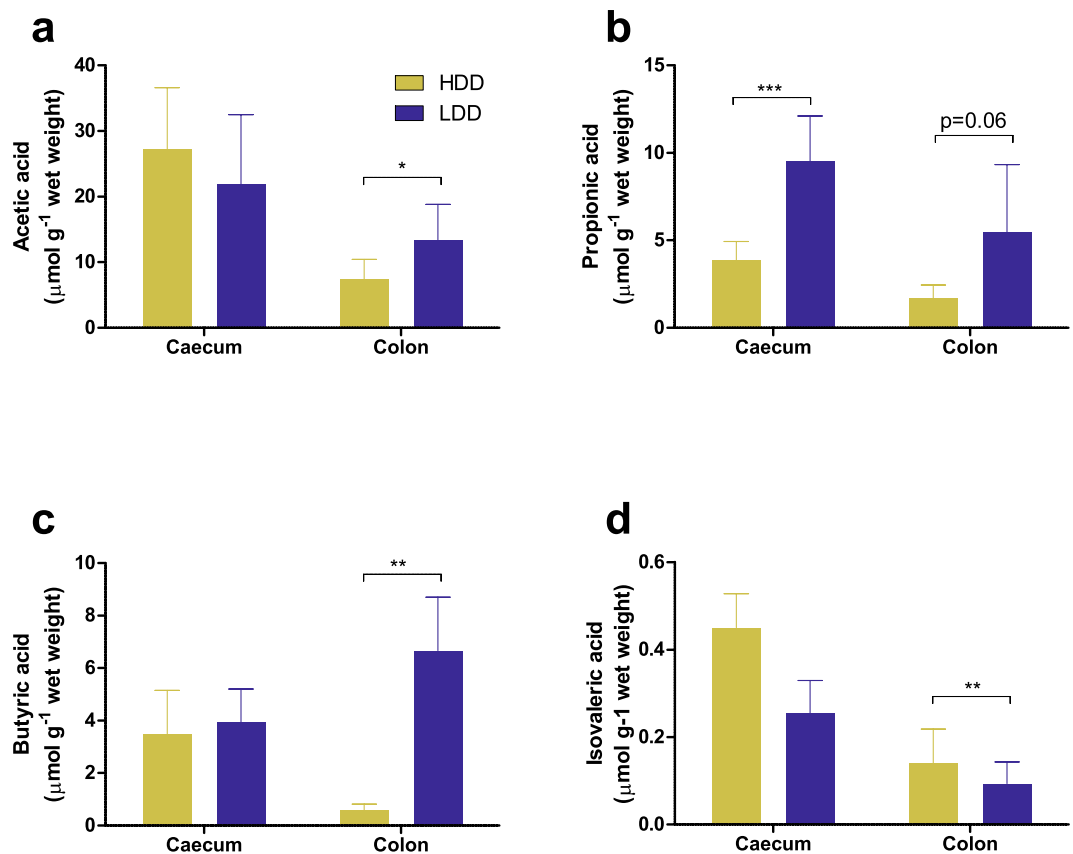 a
Acetic acid
(μmol g-1 wet weight)
40
30
20
10
0
HDD
LDD
*
Caecum
Colon
b
Propionic acid
(μmol g-1 wet weight)
15
10
5
0
***
p=0.06
Caecum
Colon
c
Butyric acid
(μmol g-1 wet weight)
10
8
6
4
2
0
**
Caecum
Colon
d
Isovaleric acid
(μmol g-1 wet weight)
0.6
0.4
0.2
0.0
**
Caecum
Colon